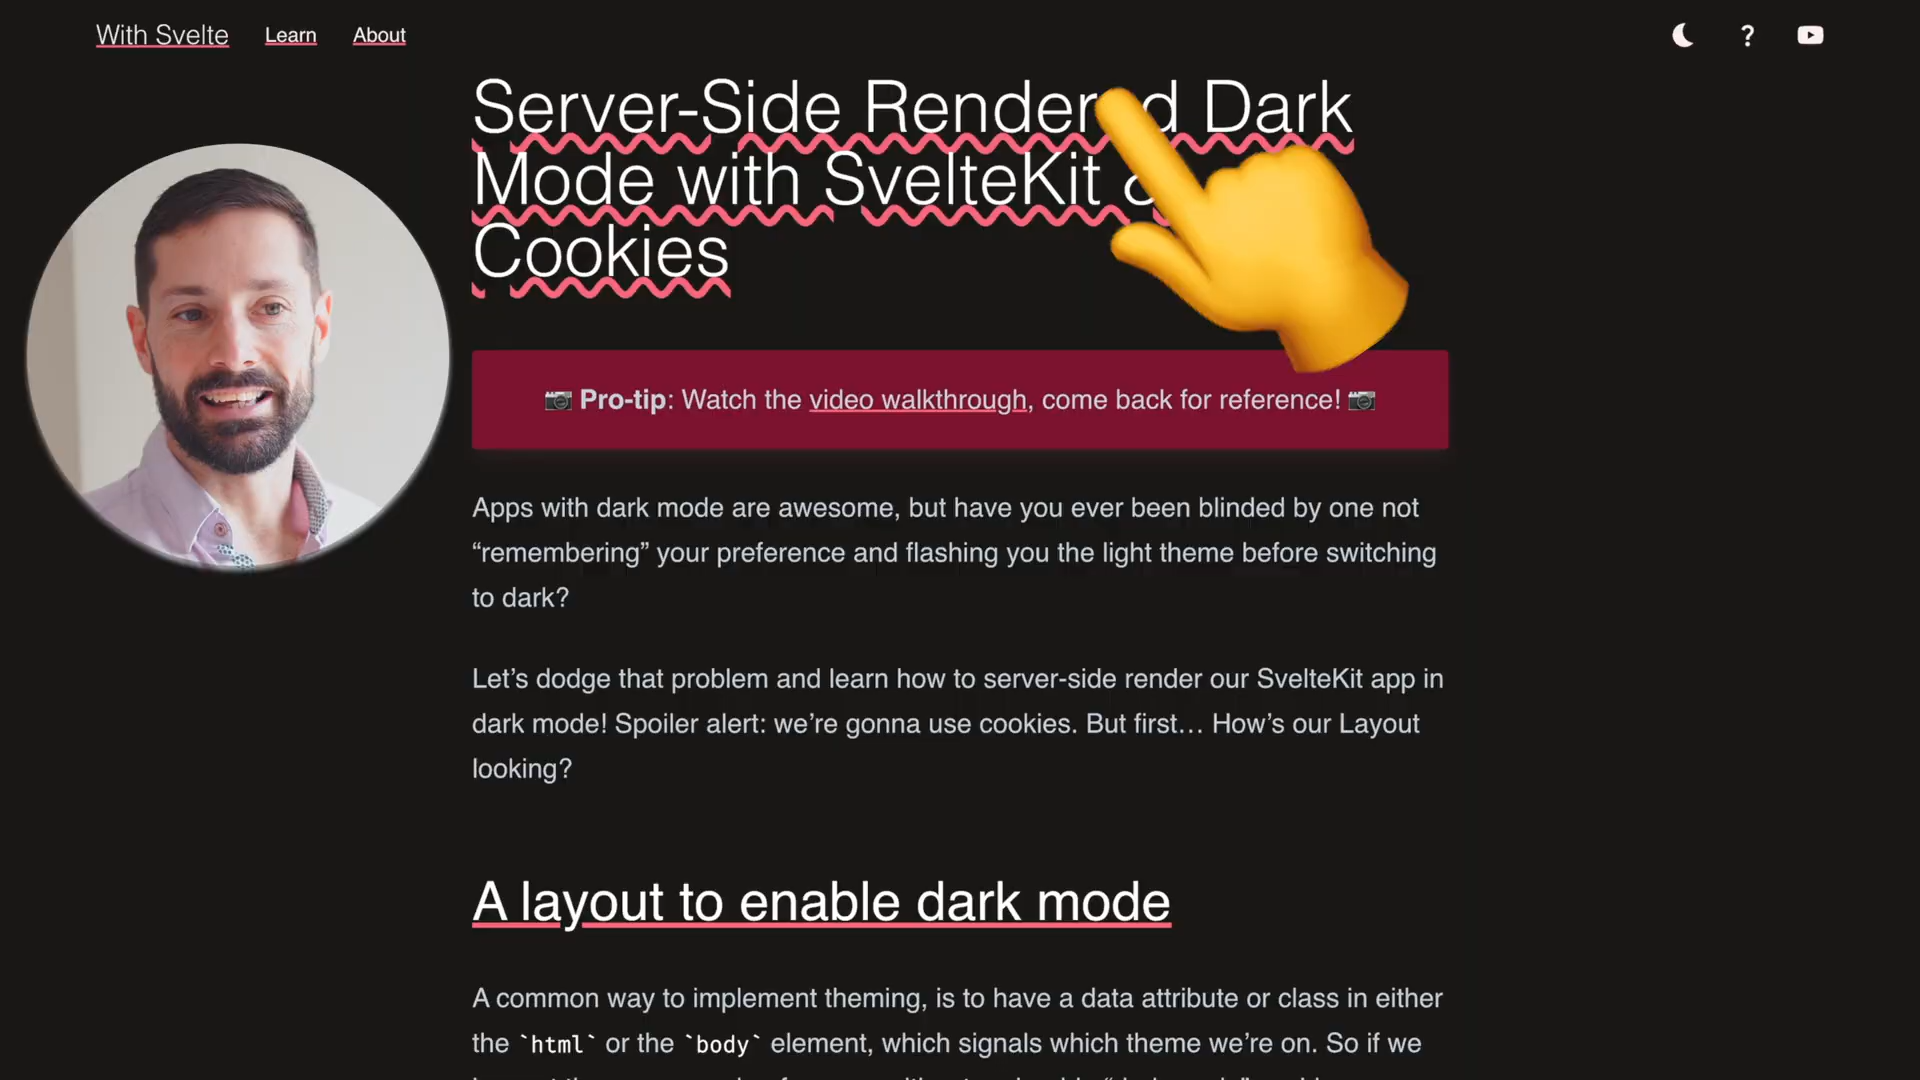 With Svelte Learn About
Server-Side Rendered Dark
Mode with SvelteKit &
Cookies
Pro-tip: Watch the video walkthrough, come back for reference!
Apps with dark mode are awesome, but have you ever been blinded by one not
“remembering” your preference and flashing you the light theme before switching
to dark?
Let’s dodge that problem and learn how to server-side render our SvelteKit app in
dark mode! Spoiler alert: we’re gonna use cookies. But first… How’s our Layout
looking?
A layout to enable dark mode
A common way to implement theming, is to have a data attribute or class in either
the `html` or the `body` element, which signals which theme we’re on. So if we